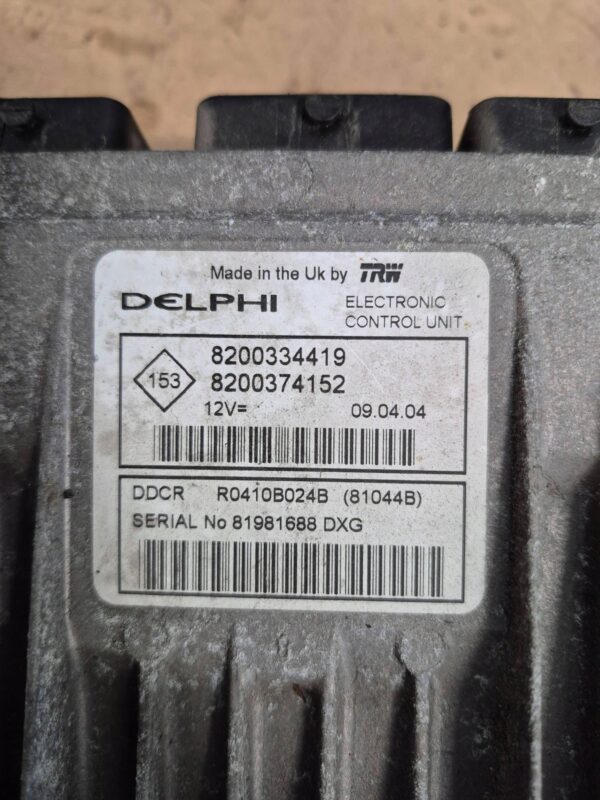 Made in the Uk by TRW
DELPHI
ELECTRONIC
CONTROL UNIT
153
8200334419
8200374152
12V=
09.04.04
DDCR R0410B024B (81044B)
SERIAL No 81981688 DXG